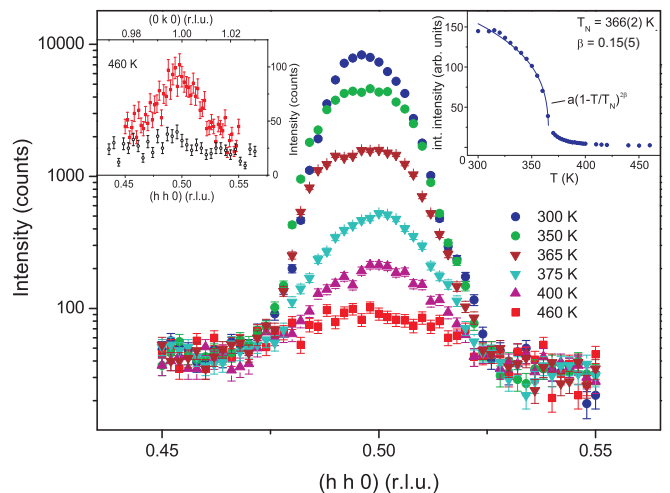 (0 k 0) (r.l.u.)
0.98 1.00 1.02
460 K
100
50
0
Intensity (counts)
0.45 0.50 0.55
(h h 0) (r.l.u.)
T_N = 366(2) K
β = 0.15(5)
a(1-T/T_N)^2β
int. intensity (arb. units)
150
100
50
0
300 350 400 450
T (K)
10000
1000
100
Intensity (counts)
300 K
350 K
365 K
375 K
400 K
460 K
0.45 0.50 0.55
(h h 0) (r.l.u.)